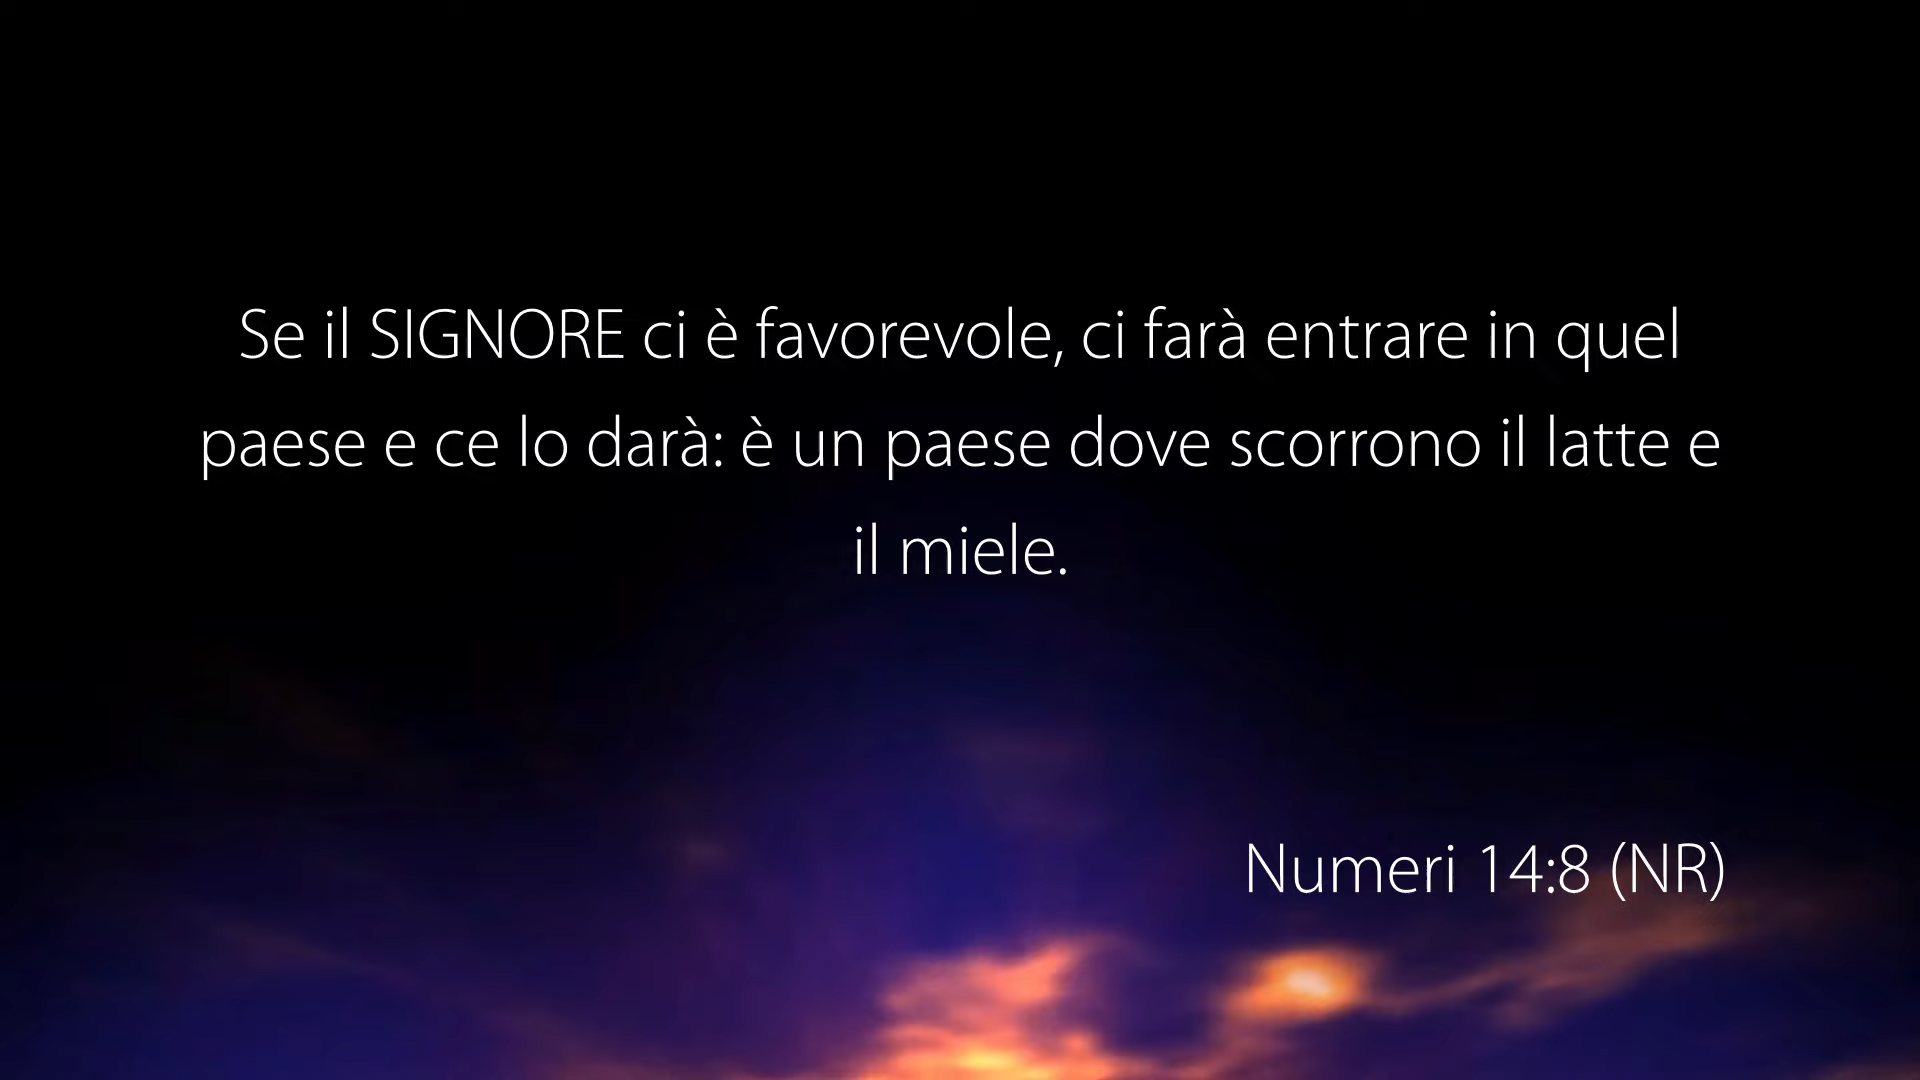 Se il SIGNORE ci è favorevole, ci farà entrare in quel
paese e ce lo darà: è un paese dove scorrono il latte e
il miele.
Numeri 14:8 (NR)